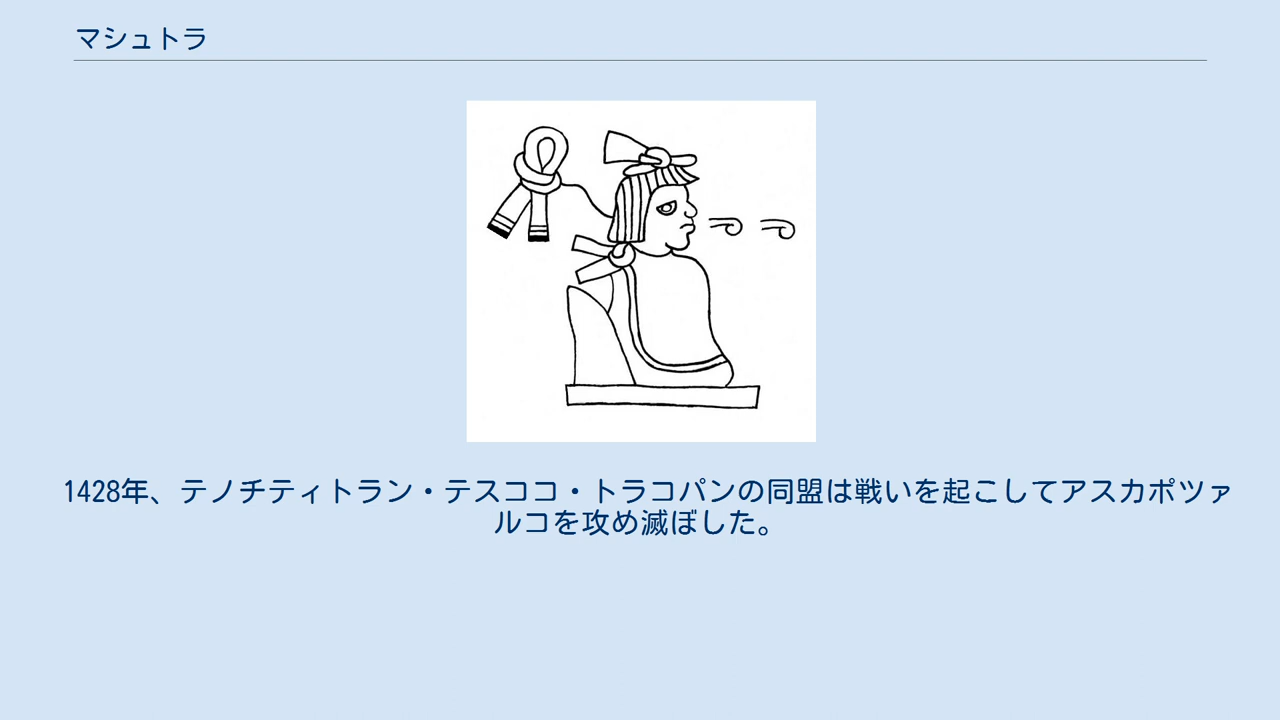 マシュトラ
1428年、テノチティトラン・テスココ・トラコパンの同盟は戦いを起こしてアスカポツァ
ルコを攻め滅ぼした。